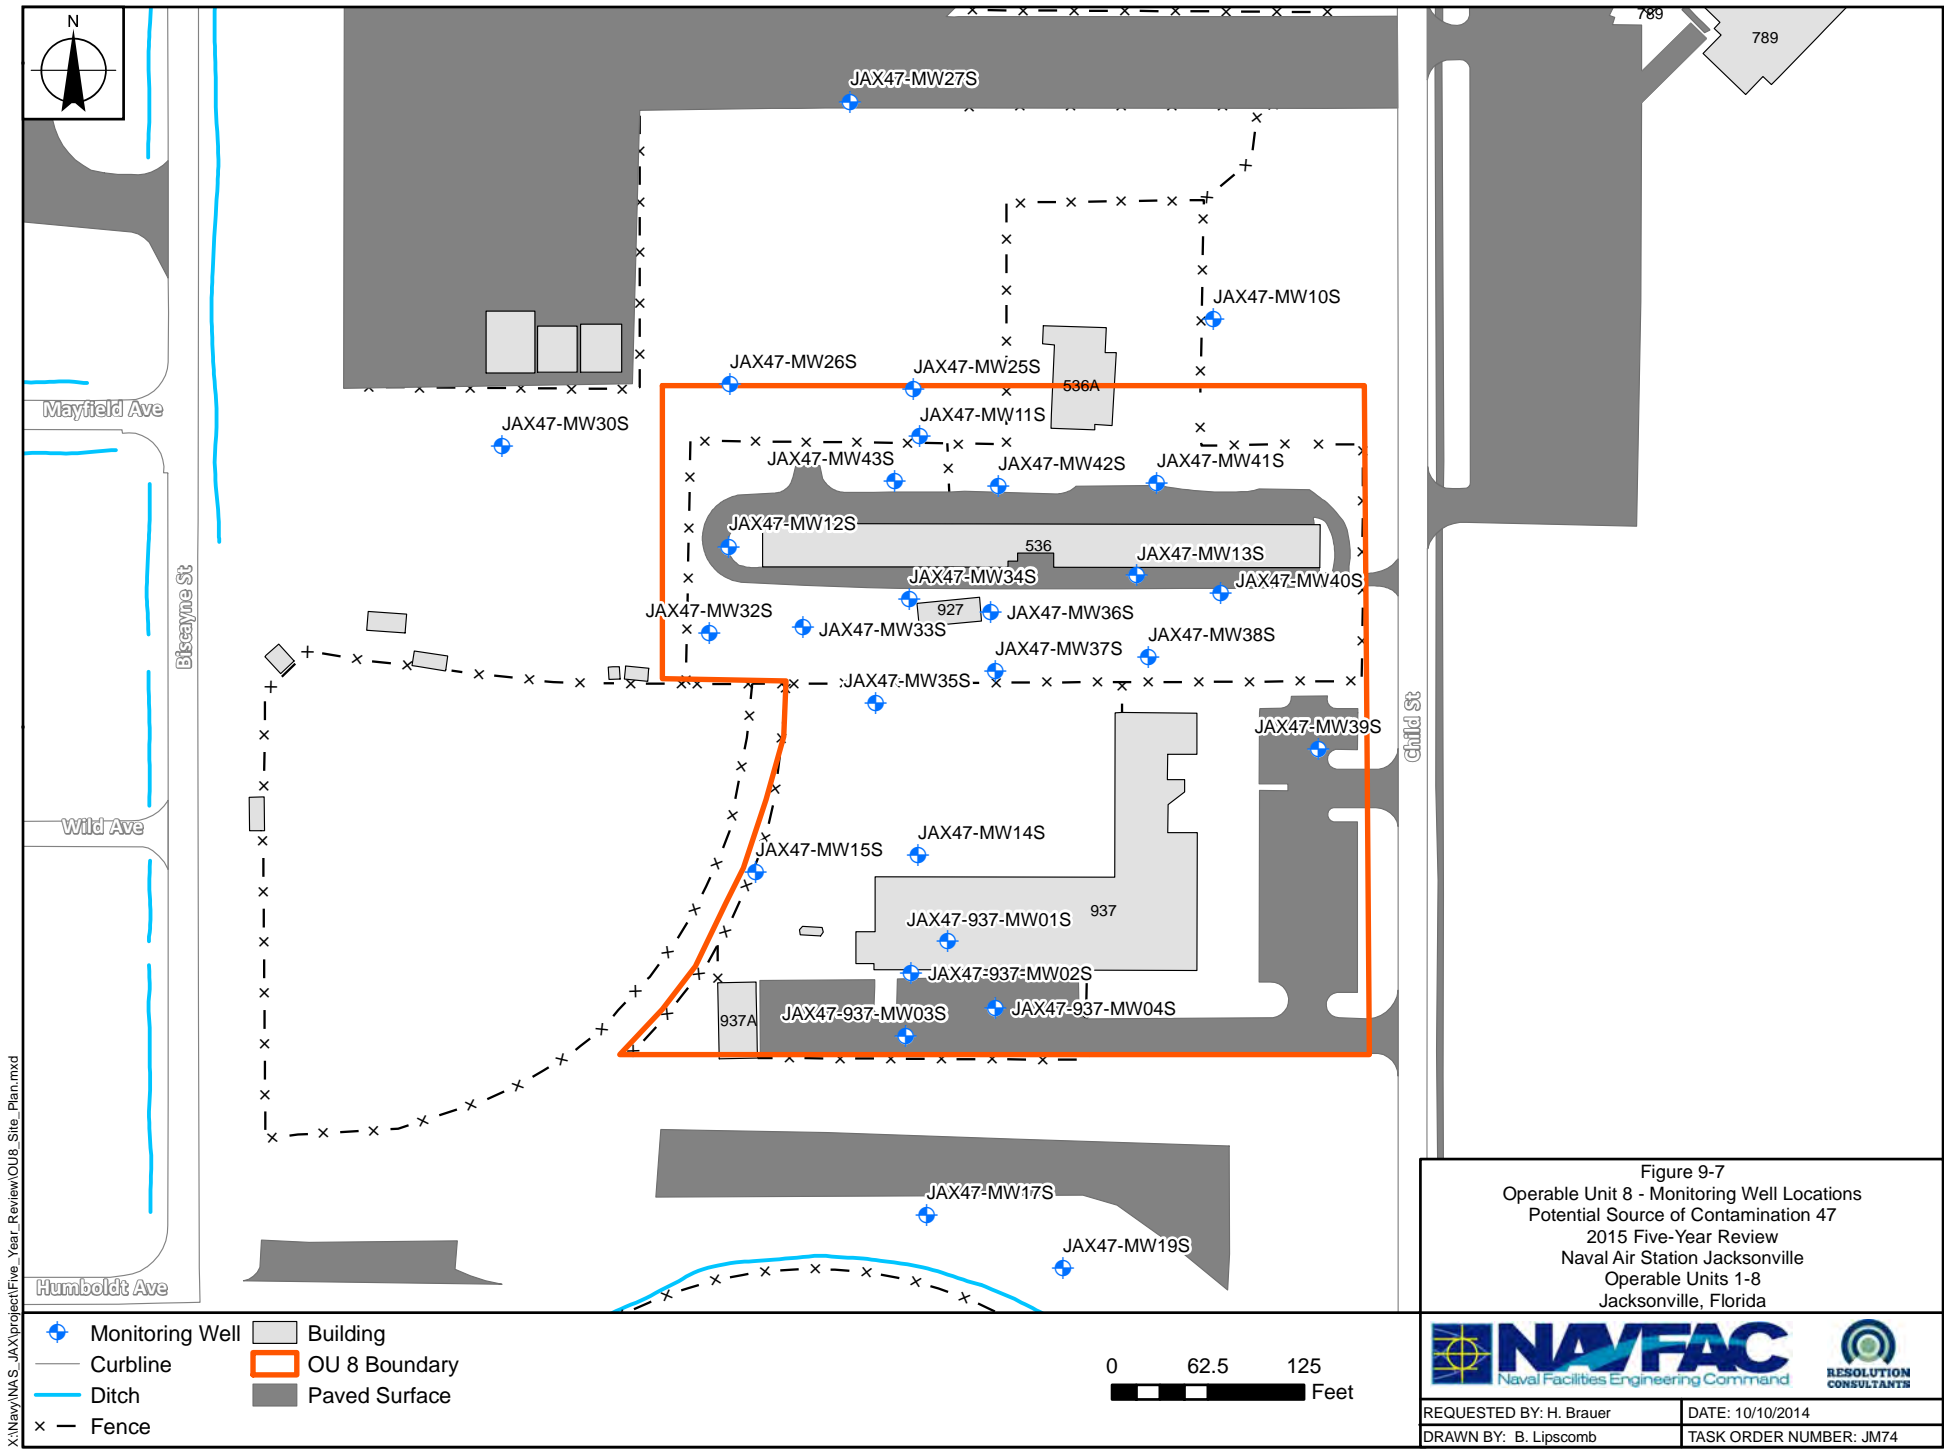 N
789
789
JAX47-MW27S
JAX47-MW10S
JAX47-MW26S
JAX47-MW25S
536A
Mayfield Ave
JAX47-MW11S
JAX47-MW30S
JAX47-MW43S
JAX47-MW42S
JAX47-MW41S
JAX47-MW12S
536
JAX47-MW13S
JAX47-MW34S
JAX47-MW40S
Biscayne St
JAX47-MW32S
927
JAX47-MW36S
JAX47-MW33S
JAX47-MW38S
JAX47-MW37S
JAX47-MW35S
Child St
JAX47-MW39S
Wild Ave
JAX47-MW14S
JAX47-MW15S
937
JAX47-937-MW01S
JAX47-937-MW02S
JAX47-937-MW04S
JAX47-937-MW03S
937A
JAX47-MW17S
JAX47-MW19S
Humboldt Ave
X:\Navy\NAS_JAX\project\Five_Year_Review\OU8_Site_Plan.mxd
Figure 9-7
Operable Unit 8 - Monitoring Well Locations
Potential Source of Contamination 47
2015 Five-Year Review
Naval Air Station Jacksonville
Operable Units 1-8
Jacksonville, Florida
Monitoring Well
Curbline
Ditch
Fence
Building
OU 8 Boundary
Paved Surface
0 62.5 125
Feet
NAVFAC
Naval Facilities Engineering Command
RESOLUTION
CONSULTANTS
REQUESTED BY: H. Brauer
DATE: 10/10/2014
DRAWN BY: B. Lipscomb
TASK ORDER NUMBER: JM74